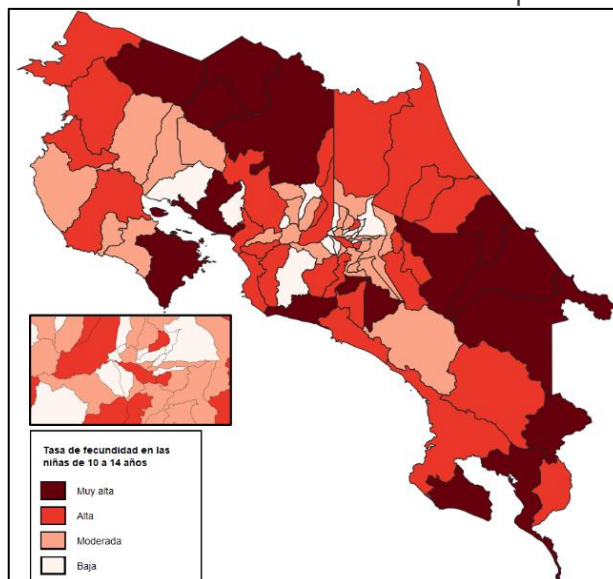 Tasa de fecundidad en las
niñas de 10 a 14 años
Muy alta
Alta
Moderada
Baja